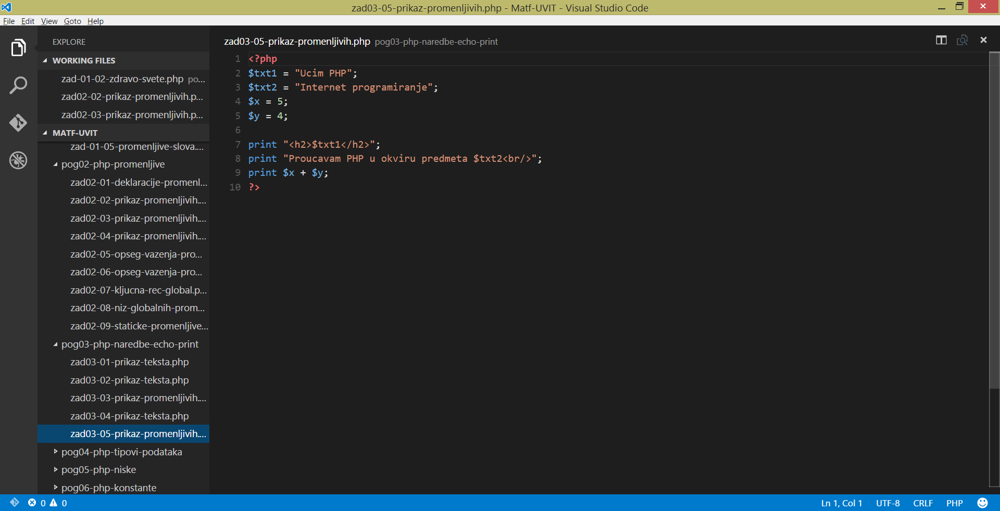 zad03-05-prikaz-promenljivih.php - Matf-UVIT - Visual Studio Code
File Edit View Goto Help
EXPLORE
WORKING FILES
zad-01-02-zdravo-svete.php po...
zad02-02-prikaz-promenljivih.p...
zad02-03-prikaz-promenljivih.p...
MATF-UVIT
zad-01-05-promenljive-slova....
pog02-php-promenljive
zad02-01-deklaracije-promenl...
zad02-02-prikaz-promenljivih....
zad02-03-prikaz-promenljivih....
zad02-04-prikaz-promenljivih....
zad02-05-opseg-vazenja-pro...
zad02-06-opseg-vazenja-pro...
zad02-07-kljucna-rec-global.p...
zad02-08-niz-globalnih-prom...
zad02-09-staticke-promenljive...
pog03-php-naredbe-echo-print
zad03-01-prikaz-teksta.php
zad03-02-prikaz-teksta.php
zad03-03-prikaz-promenljivih....
zad03-04-prikaz-teksta.php
zad03-05-prikaz-promenljivih....
pog04-php-tipovi-podataka
pog05-php-niske
pog06-php-konstante
zad03-05-prikaz-promenljivih.php pog03-php-naredbe-echo-print
1 <?php
2 $txt1 = "Ucim PHP";
3 $txt2 = "Internet programiranje";
4 $x = 5;
5 $y = 4;
6
7 print "<h2>$txt1</h2>";
8 print "Proucavam PHP u okviru predmeta $txt2<br/>";
9 print $x + $y;
10 ?>
0 0
Ln 1, Col 1 UTF-8 CRLF PHP